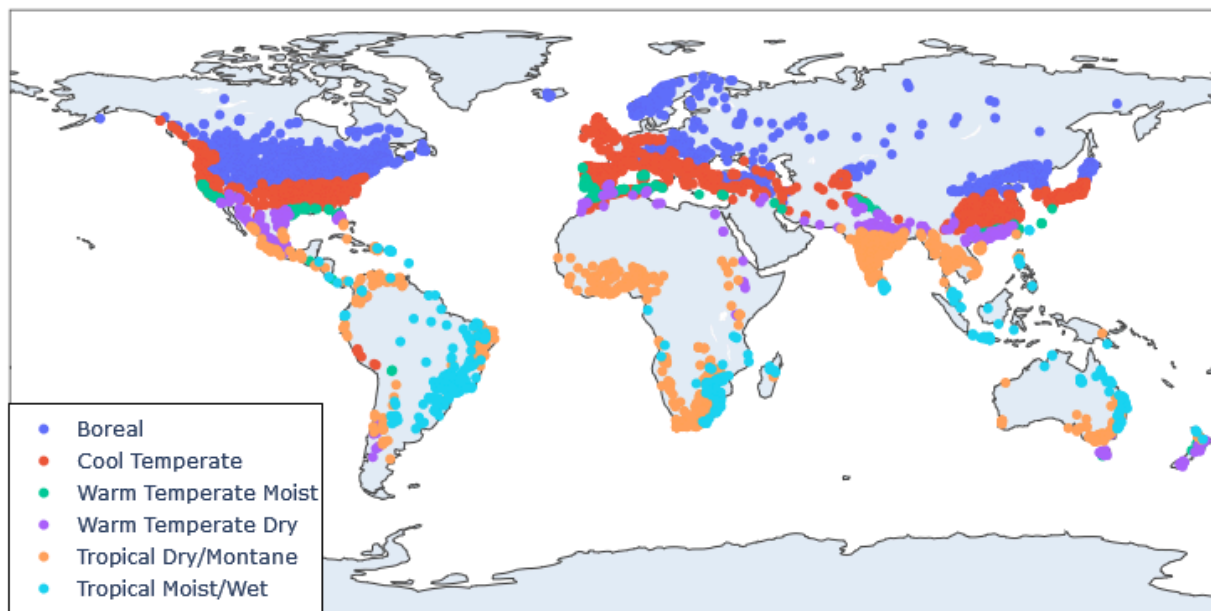 Boreal
Cool Temperate
Warm Temperate Moist
Warm Temperate Dry
Tropical Dry/Montane
Tropical Moist/Wet